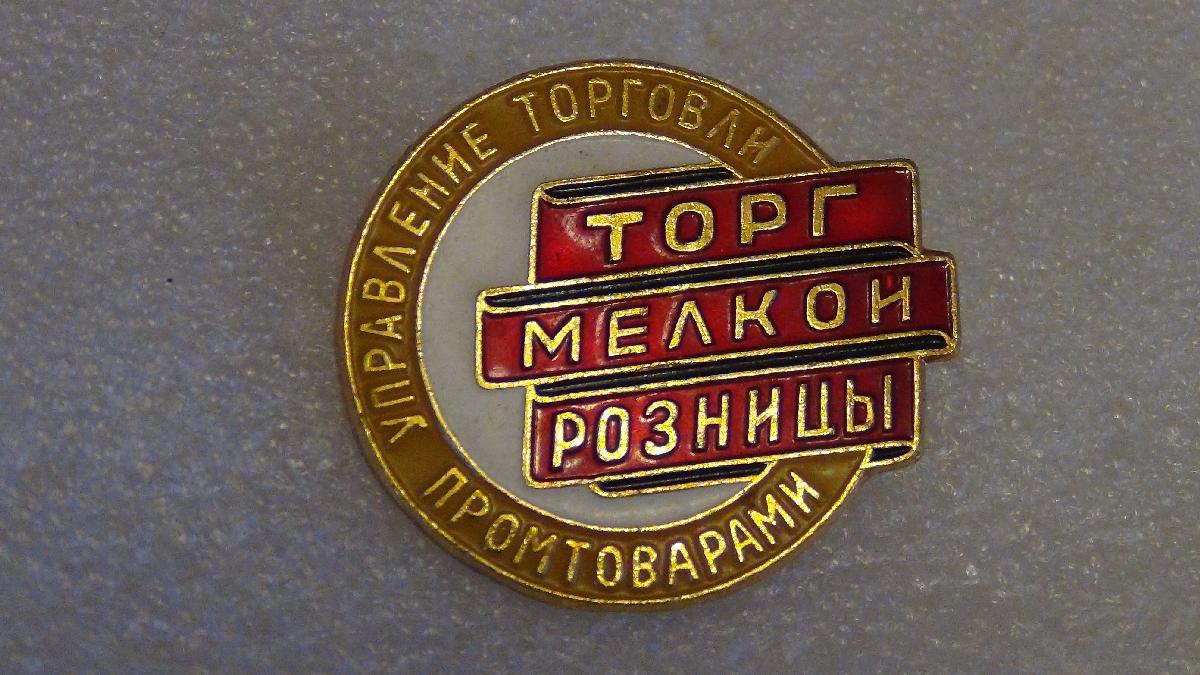 УПРАВЛЕНИЕ ТОРГОВЛИ
ПРОМТОВАРАМИ
ТОРГ
МЕЛКОЙ
РОЗНИЦЫ